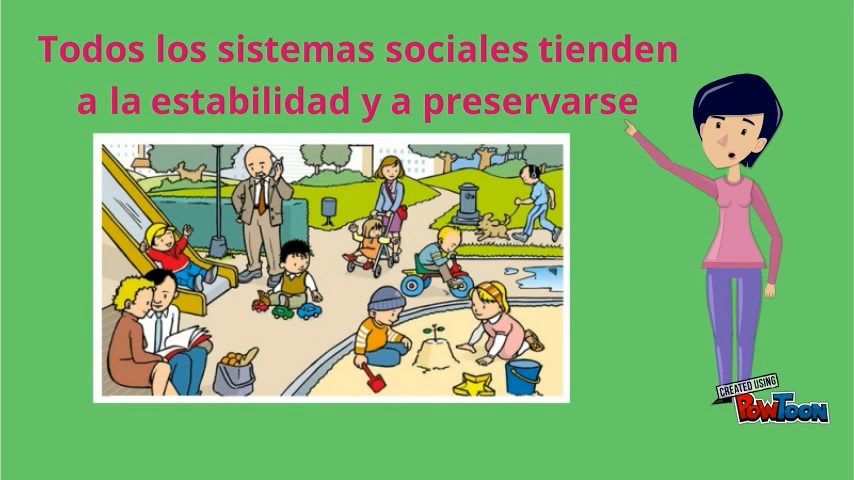 Todos los sistemas sociales tienden
a la estabilidad y a preservarse
CREATED USING
POWTOON